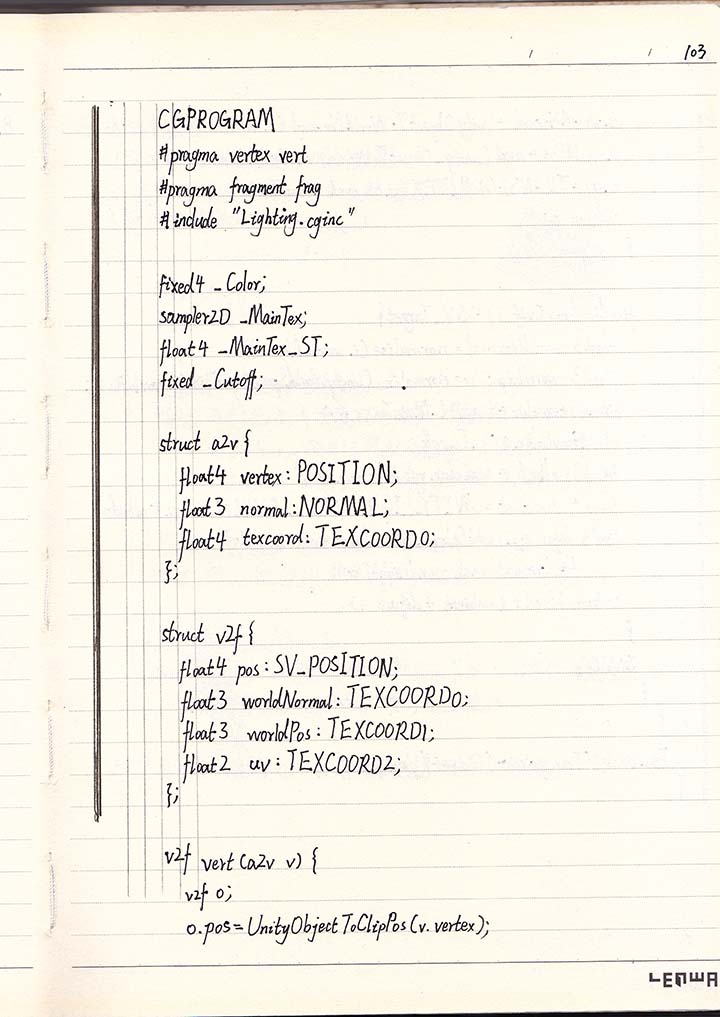 103
CGPROGRAM
#pragma vertex vert
#pragma fragment frag
#include "Lighting.cginc"
fixed4 _Color;
sampler2D _MainTex;
float4 _MainTex_ST;
fixed _Cutoff;
struct a2v {
float4 vertex: POSITION;
float3 normal: NORMAL;
float4 texcoord: TEXCOORD0;
};
struct v2f {
float4 pos: SV_POSITION;
float3 worldNormal: TEXCOORD0;
float3 worldPos: TEXCOORD1;
float2 uv: TEXCOORD2;
};
v2f vert(a2v v) {
v2f o;
o.pos=UnityObjectToClipPos(v.vertex);